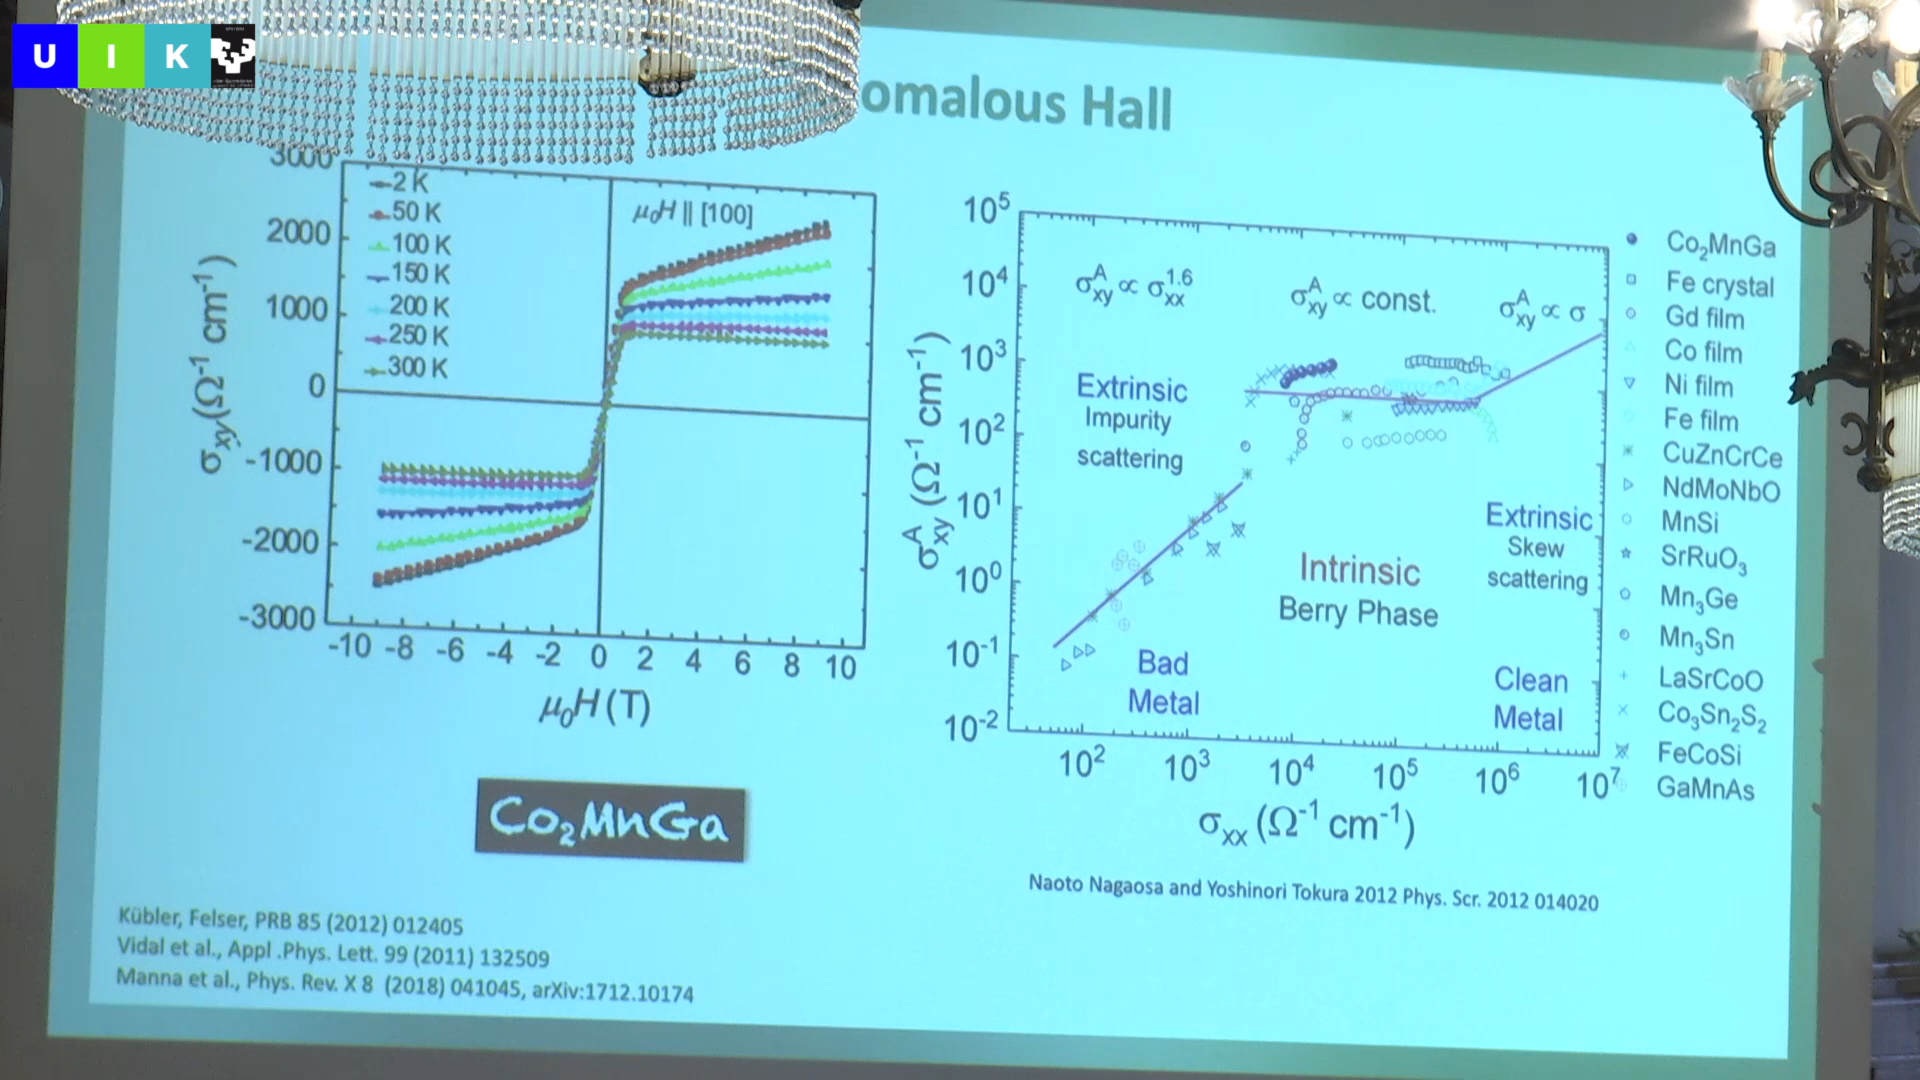 UIK
omalous Hall
3000
2000
1000
0
-1000
-2000
-3000
σxy(Ω⁻¹ cm⁻¹)
2 K
50 K
100 K
150 K
200 K
250 K
300 K
μ₀H || [100]
-10 -8 -6 -4 -2 0 2 4 6 8 10
μ₀H (T)
Co₂MnGa
Kübler, Felser, PRB 85 (2012) 012405
Vidal et al., Appl .Phys. Lett. 99 (2011) 132509
Manna et al., Phys. Rev. X 8 (2018) 041045, arXiv:1712.10174
10⁵
10⁴
10³
10²
10¹
10⁰
10⁻¹
10⁻²
σᴬxy (Ω⁻¹ cm⁻¹)
σᴬxy ∝ σxx¹·⁶
σᴬxy ∝ const.
σᴬxy ∝ σ
Extrinsic
Impurity
scattering
Intrinsic
Berry Phase
Extrinsic
Skew
scattering
Bad
Metal
Clean
Metal
10² 10³ 10⁴ 10⁵ 10⁶ 10⁷
σxx (Ω⁻¹ cm⁻¹)
Co₂MnGa
Fe crystal
Gd film
Co film
Ni film
Fe film
CuZnCrCe
NdMoNbO
MnSi
SrRuO₃
Mn₃Ge
Mn₃Sn
LaSrCoO
Co₃Sn₂S₂
FeCoSi
GaMnAs
Naoto Nagaosa and Yoshinori Tokura 2012 Phys. Scr. 2012 014020